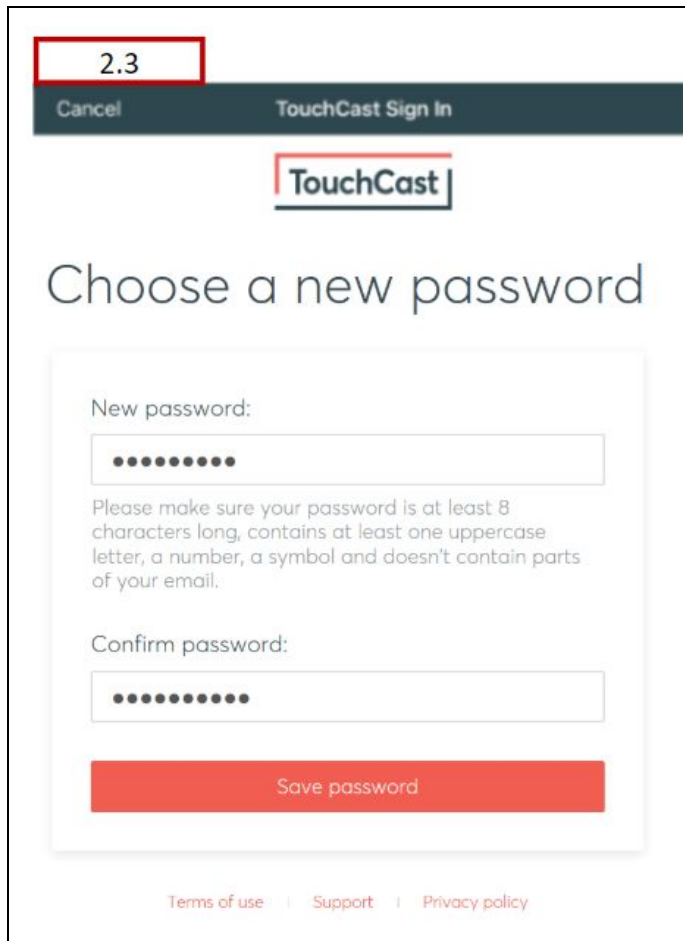 2.3
Cancel TouchCast Sign In
TouchCast
Choose a new password
New password:
•••••••••
Please make sure your password is at least 8
characters long, contains at least one uppercase
letter, a number, a symbol and doesn't contain parts
of your email.
Confirm password:
••••••••••
Save password
Terms of use | Support | Privacy policy